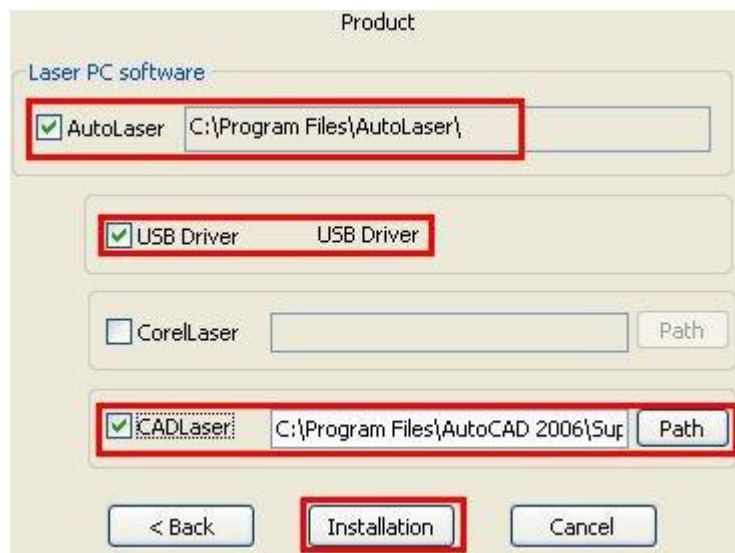 Product
Laser PC software
AutoLaser C:\Program Files\AutoLaser\
USB Driver USB Driver
CorelLaser Path
CADLaser C:\Program Files\AutoCAD 2006\Sup Path
< Back Installation Cancel